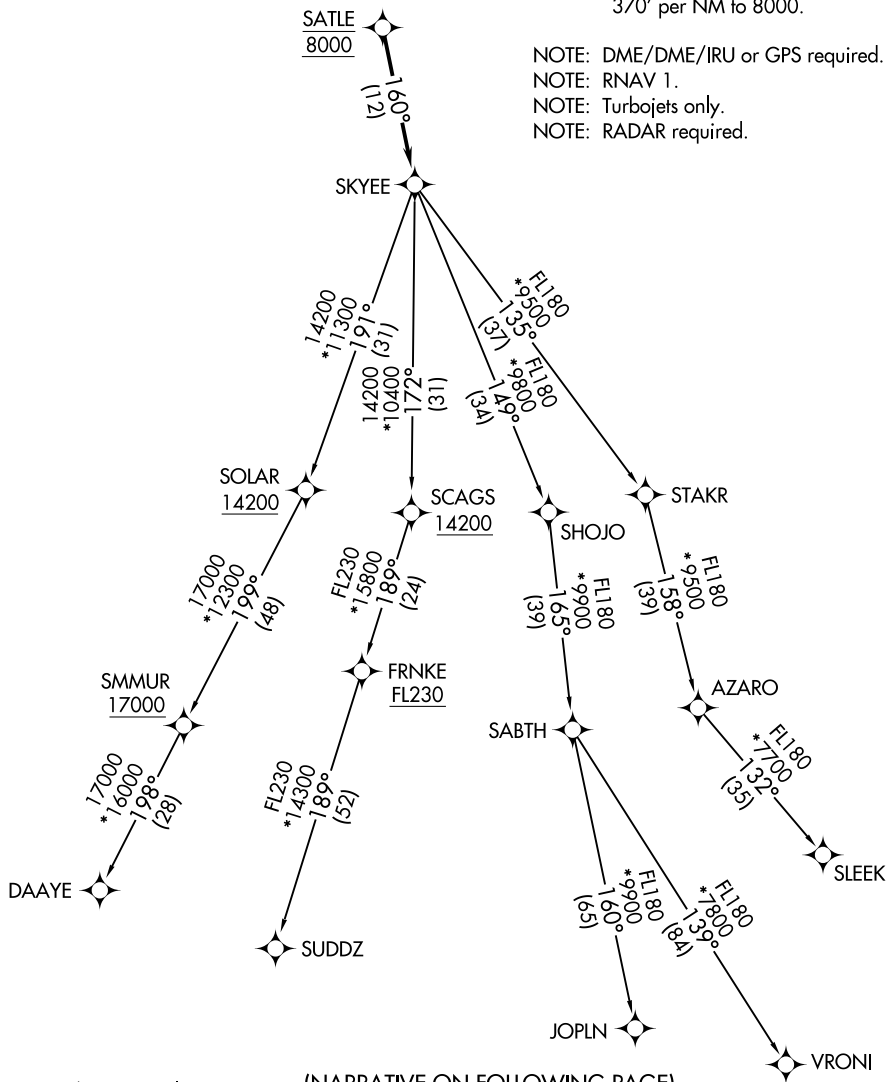 370' per NM to 8000.
SATLE
8000
NOTE: DME/DME/IRU or GPS required.
NOTE: RNAV 1.
NOTE: Turbojets only.
NOTE: RADAR required.
160°
(12)
SKYEE
14200
*11300
191°
(31)
14200
*10400
172°
(31)
FL180
*9800
149°
(34)
FL180
*9500
135°
(37)
SOLAR
14200
SCAGS
14200
SHOJO
STAKR
17000
*12300
199°
(48)
FL230
*15800
189°
(24)
FL180
*9900
165°
(39)
FL180
*9500
158°
(39)
SMMUR
17000
FRNKE
FL230
SABTH
AZARO
17000
*16000
198°
(28)
FL230
*14300
189°
(52)
FL180
*7700
132°
(35)
DAAYE
SUDDZ
SLEEK
FL180
*9900
160°
(65)
FL180
*7800
139°
(84)
JOPLN
VRONI
(NARRATIVE ON FOLLOWING PAGE)